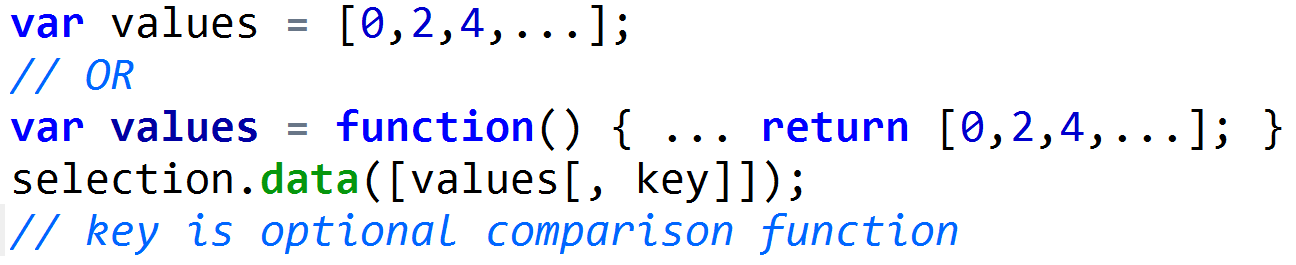 var values = [0,2,4,...];
// OR
var values = function() { ... return [0,2,4,...]; }
selection.data([values[, key]]);
// key is optional comparison function